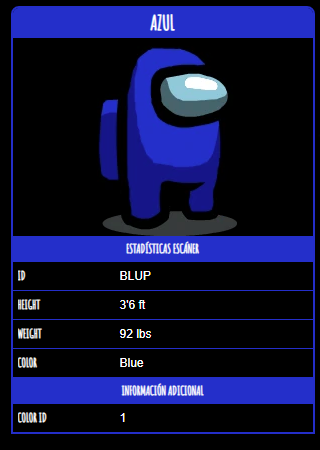 AZUL
ESTADÍSTICAS ESCÁNER
ID BLUP
HEIGHT 3'6 ft
WEIGHT 92 lbs
COLOR Blue
INFORMACIÓN ADICIONAL
COLOR ID 1